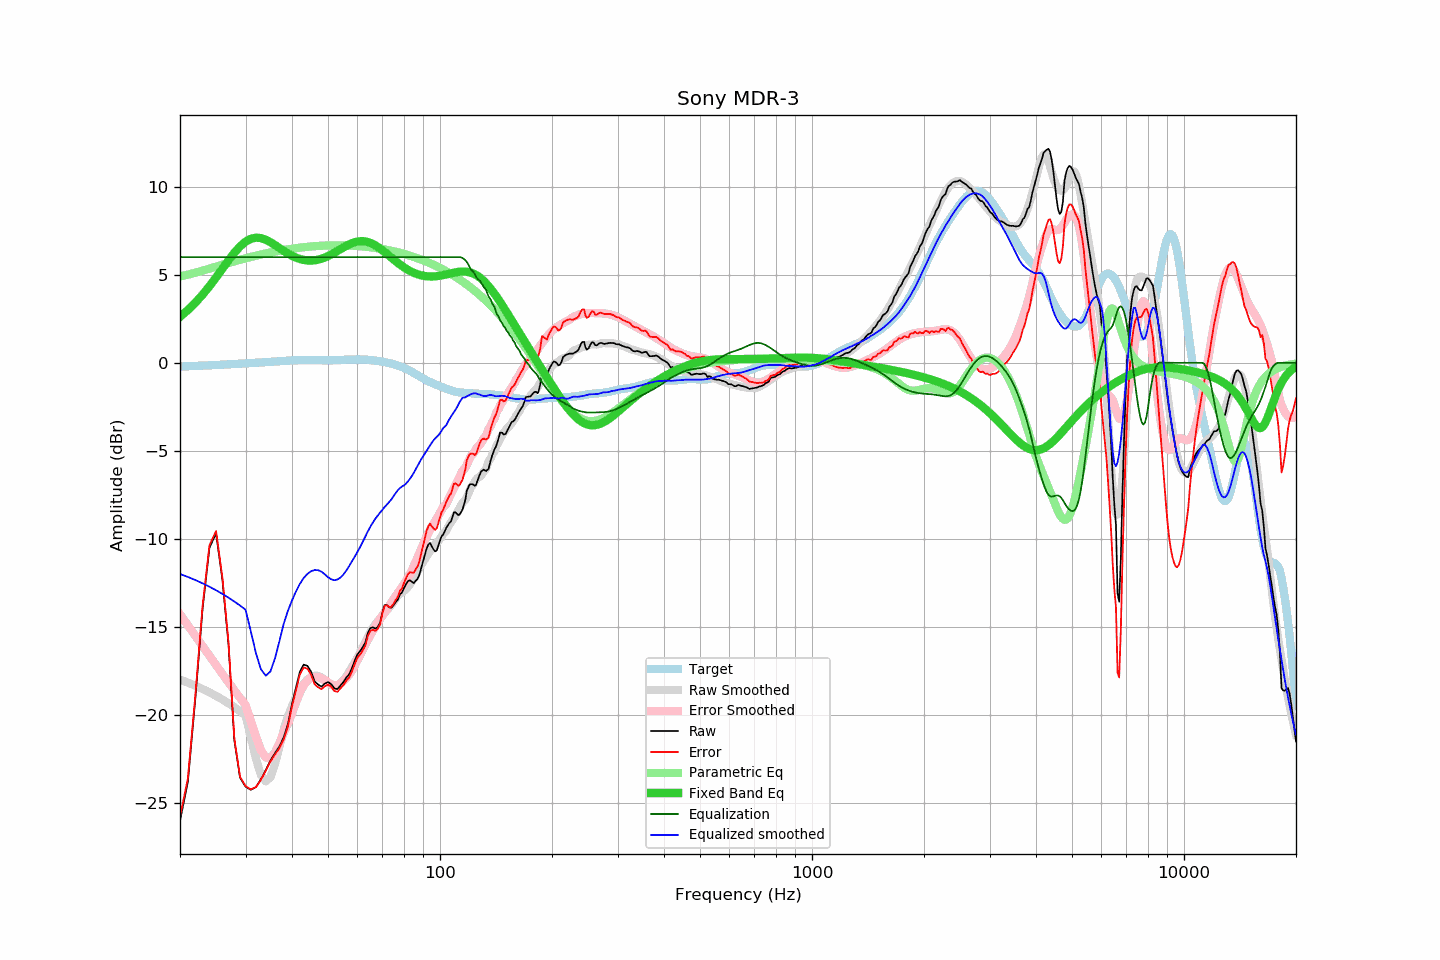 Sony MDR-3
Amplitude (dBr)
10
5
0
−5
−10
−15
−20
−25
Target
Raw Smoothed
Error Smoothed
Raw
Error
Parametric Eq
Fixed Band Eq
Equalization
Equalized smoothed
100
1000
10000
Frequency (Hz)